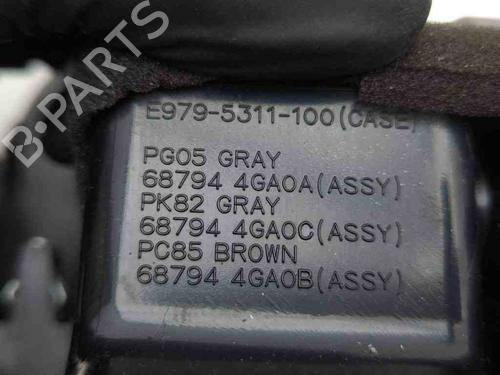 E979-5311-100(CASE)
PG05 GRAY
68794 4GA0A(ASSY)
PK82 GRAY
68794 4GA0C(ASSY)
PC85 BROWN
68794 4GA0B(ASSY)
B-PARTS